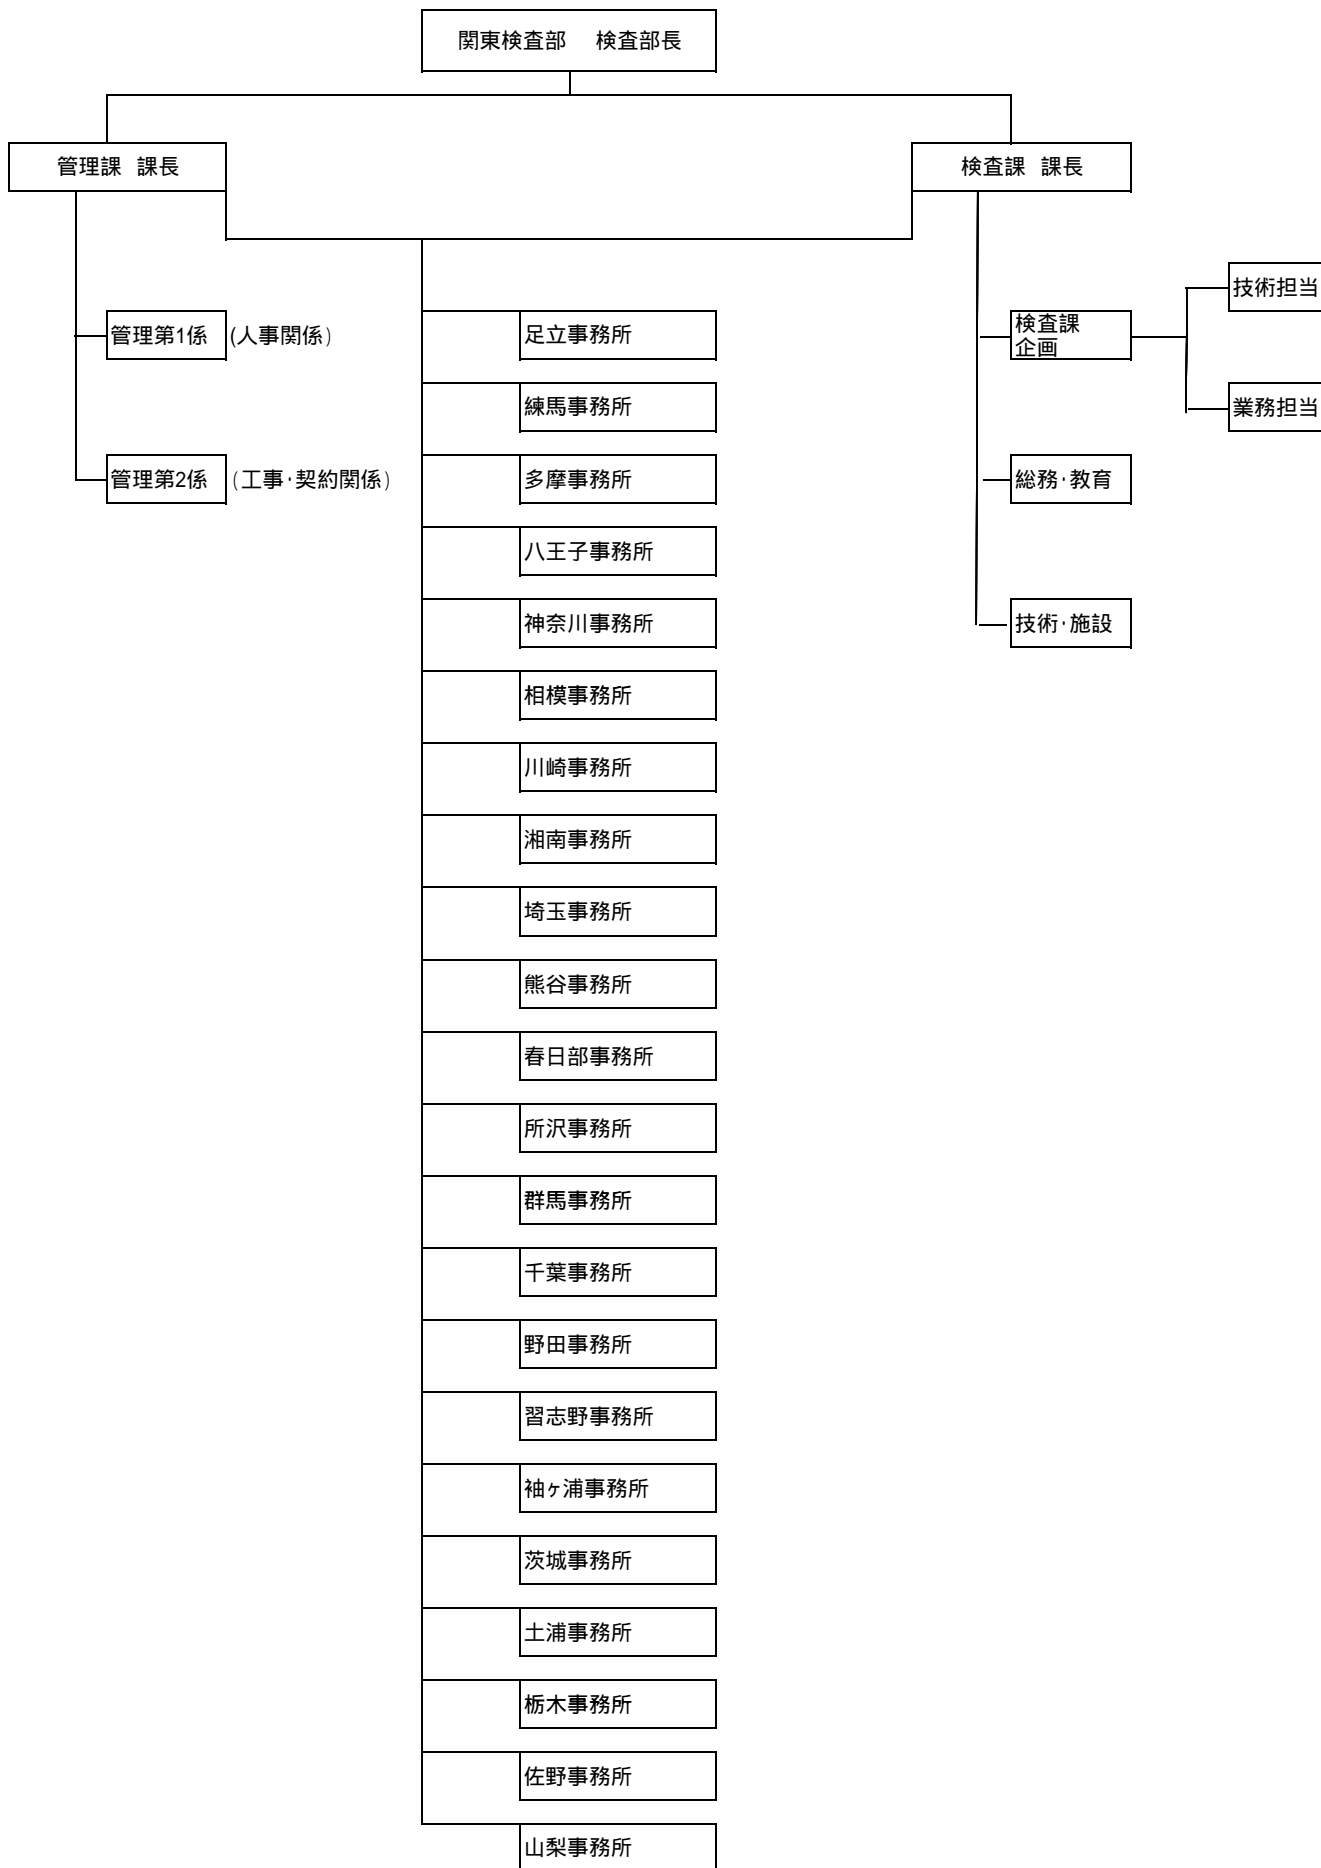 関東検査部 検査部長
管理課 課長
検査課 課長
管理第1係 (人事関係)
管理第2係 (工事·契約関係)
足立事務所
練馬事務所
多摩事務所
八王子事務所
神奈川事務所
相模事務所
川崎事務所
湘南事務所
埼玉事務所
熊谷事務所
春日部事務所
所沢事務所
群馬事務所
千葉事務所
野田事務所
習志野事務所
袖ヶ浦事務所
茨城事務所
土浦事務所
栃木事務所
佐野事務所
山梨事務所
検査課
企画
技術担当
業務担当
総務·教育
技術·施設